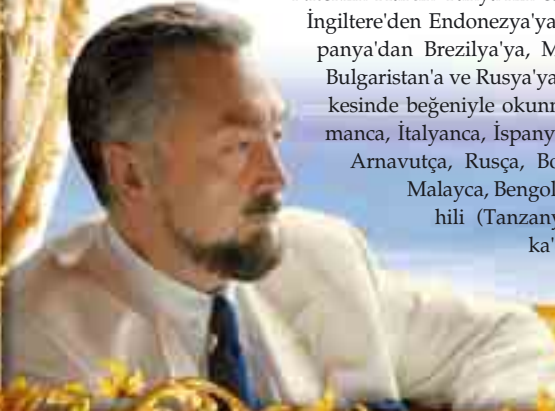 İngiltere'den Endonezya'ya
panya'dan Brezilya'ya, M
Bulgaristan'a ve Rusya'ya
kesinde beğeniyle okun
manca, İtalyanca, İspany
Arnavutça, Rusça, Bo
Malayca, Bengol
hili (Tanzany
ka'